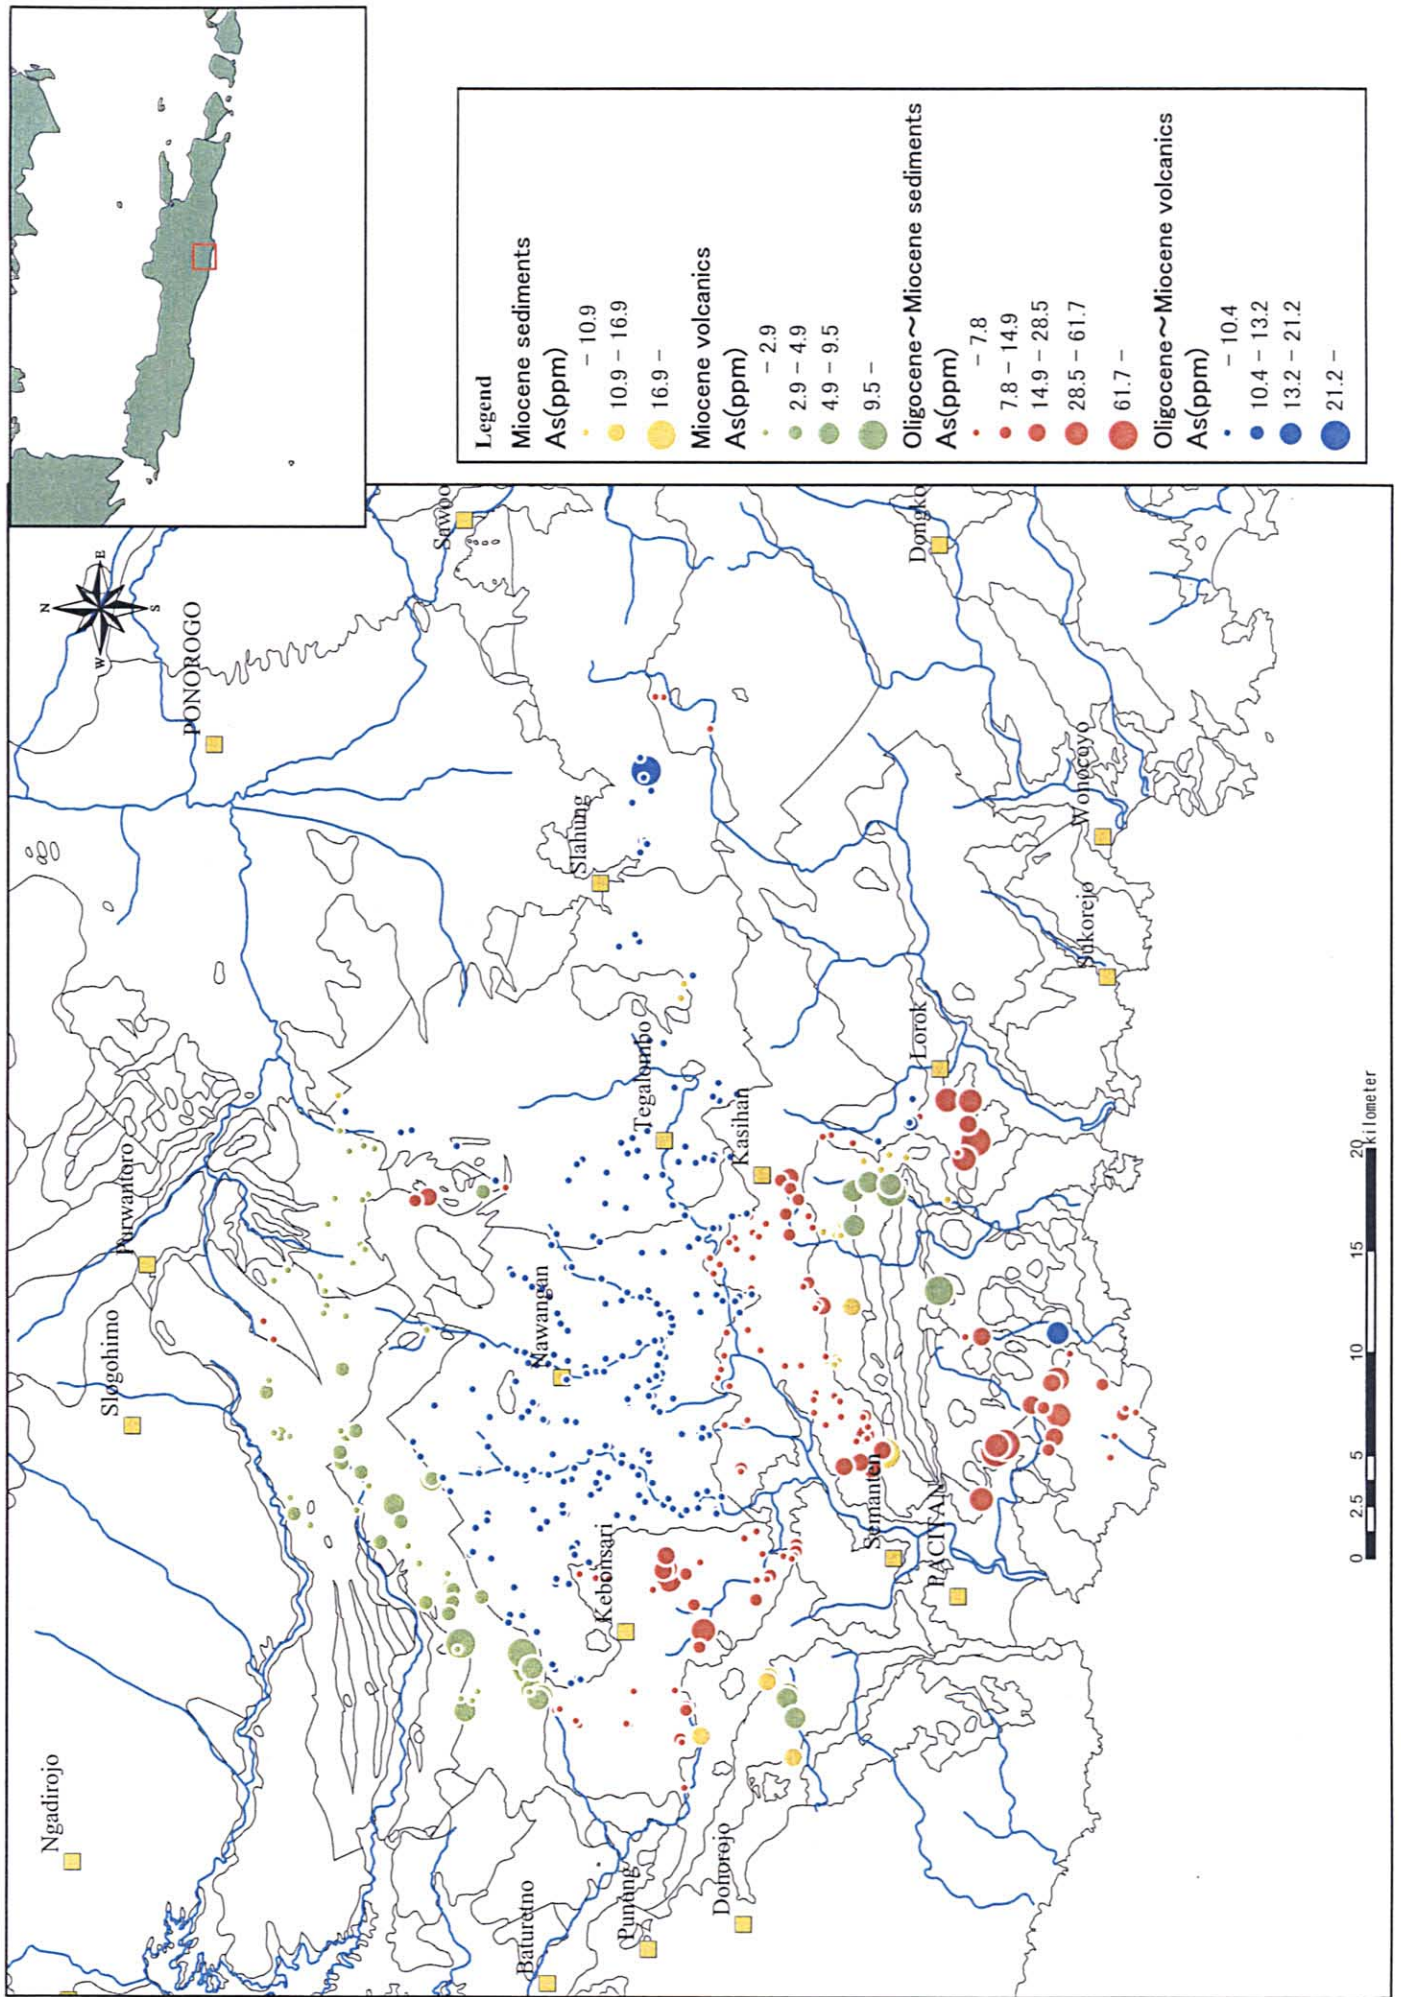 N
E
W
S
PONOROGO
Sawoo
Slahung
Dongko
Wonocoyo
Sukorejo
Lorok
Tegalombo
Kasihan
Purwantoro
Slogohimo
Nawangan
Kebonsari
Semanten
PACITAN
Ngadirojo
Baturetno
Punung
Donorojo
0 2.5 5 10 15 20
kilometer
Legend
Miocene sediments
As(ppm)
– 10.9
10.9 – 16.9
16.9 –
Miocene volcanics
As(ppm)
– 2.9
2.9 – 4.9
4.9 – 9.5
9.5 –
Oligocene～Miocene sediments
As(ppm)
– 7.8
7.8 – 14.9
14.9 – 28.5
28.5 – 61.7
61.7 –
Oligocene～Miocene volcanics
As(ppm)
– 10.4
10.4 – 13.2
13.2 – 21.2
21.2 –